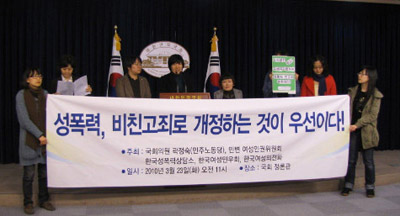 성폭력, 비친고죄로 개정하는 것이 우선이다!
• 주최 : 국회의원 곽정숙(민주노동당), 민변 여성인권위원회
한국성폭력상담소, 한국여성민우회, 한국여성의전화
• 일시 : 2010년 3월 23일(화) 오전 11시 • 장소 : 국회 정론관